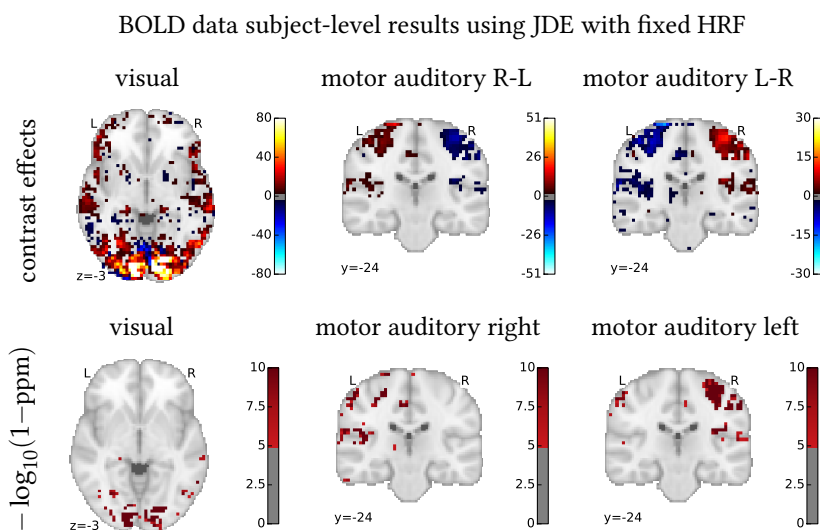 BOLD data subject-level results using JDE with fixed HRF
visual
motor auditory R-L
motor auditory L-R
contrast effects
L
R
z=-3
80
40
0
-40
-80
L
R
y=-24
51
26
0
-26
-51
L
R
y=-24
30
15
0
-15
-30
visual
motor auditory right
motor auditory left
− log10(1−ppm)
L
R
z=-3
10
7.5
5
2.5
0
L
R
y=-24
10
7.5
5
2.5
0
L
R
y=-24
10
7.5
5
2.5
0